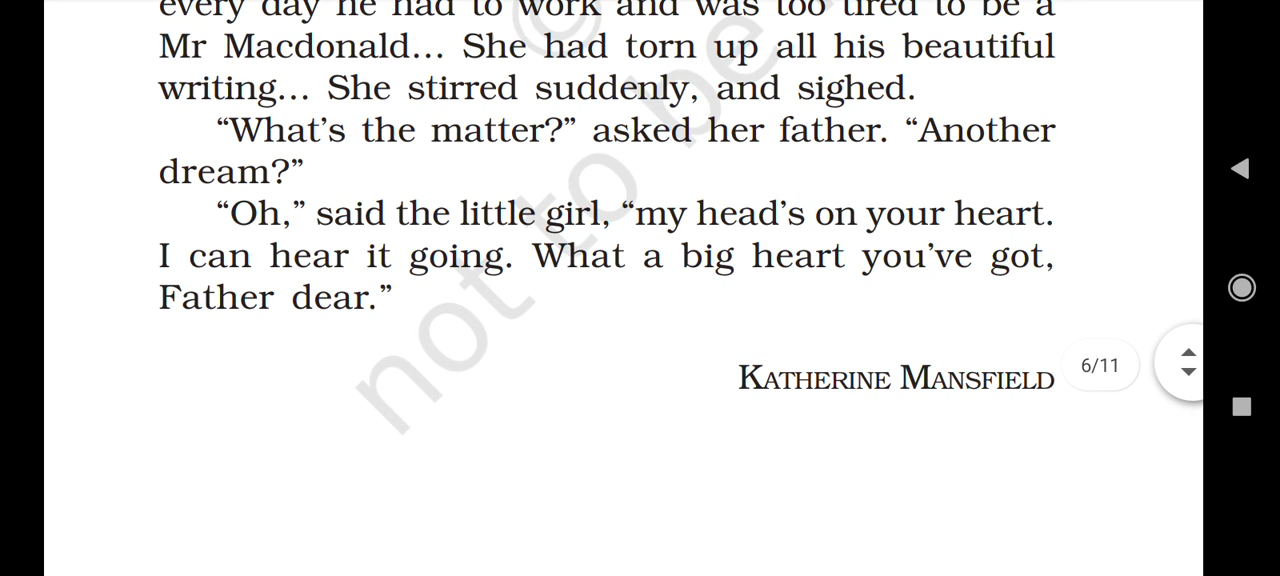 every day he had to work and was too tired to be a
Mr Macdonald... She had torn up all his beautiful
writing... She stirred suddenly, and sighed.
“What’s the matter?” asked her father. “Another
dream?”
“Oh,” said the little girl, “my head’s on your heart.
I can hear it going. What a big heart you’ve got,
Father dear.”
KATHERINE MANSFIELD
6/11
© not to be